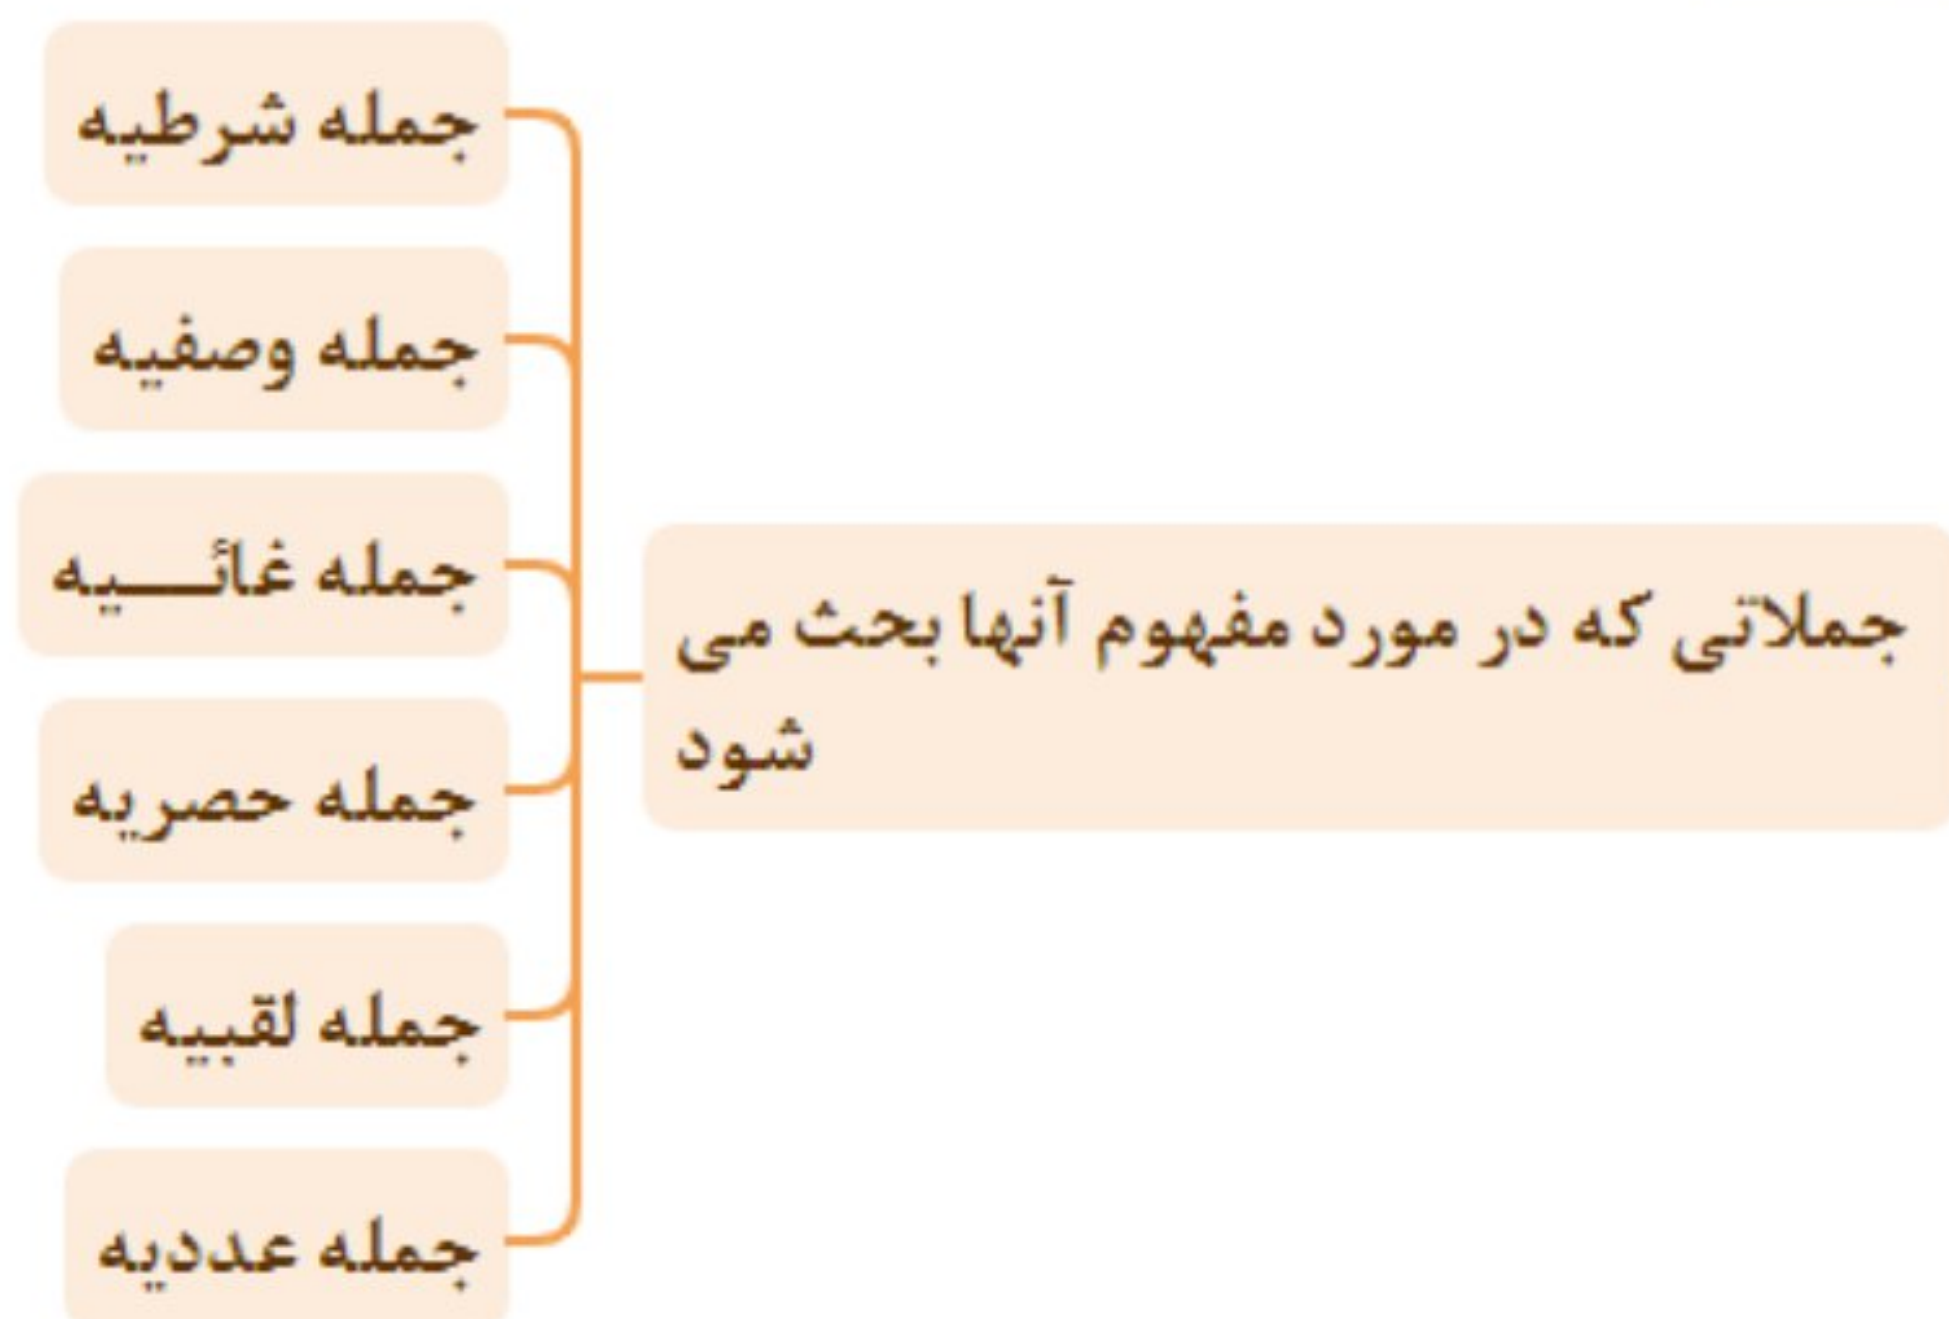 جملاتی که در مورد مفهوم آنها بحث می
شود
جمله شرطیه
جمله وصفیه
جمله غائـــیه
جمله حصریه
جمله لقبیه
جمله عددیه